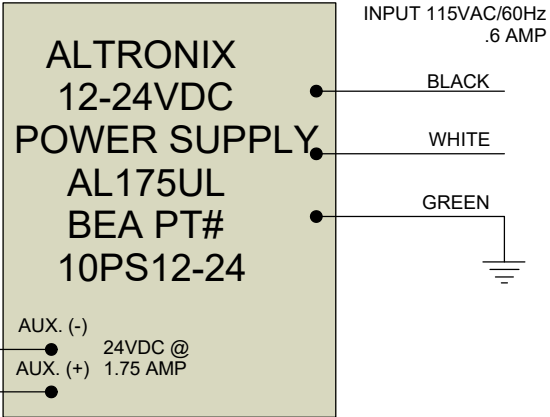 INPUT 115VAC/60Hz
.6 AMP
ALTRONIX
12-24VDC
POWER SUPPLY
AL175UL
BEA PT#
10PS12-24
BLACK
WHITE
GREEN
AUX. (-)
24VDC @
AUX. (+) 1.75 AMP